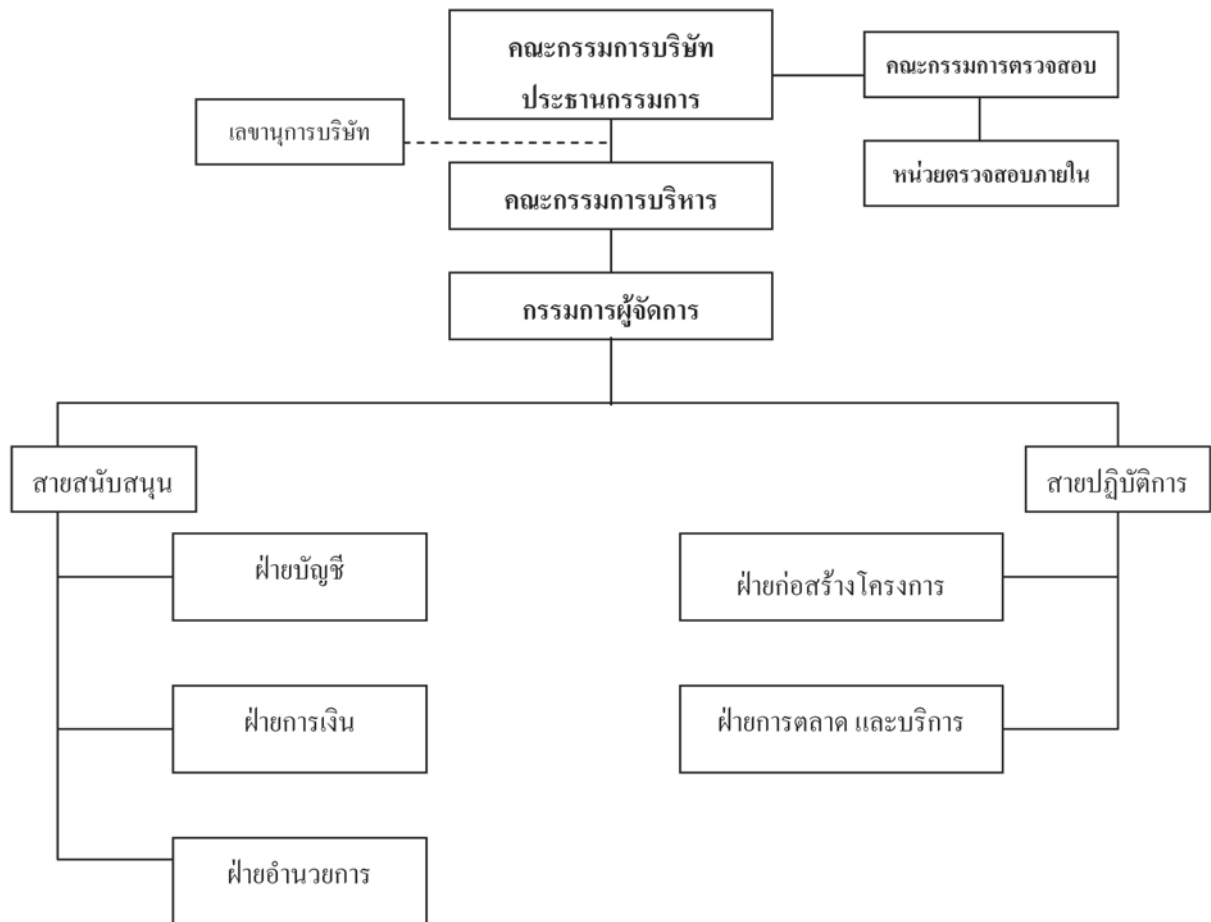 คณะกรรมการบริษัท
ประธานกรรมการ
คณะกรรมการตรวจสอบ
เลขานุการบริษัท
หน่วยตรวจสอบภายใน
คณะกรรมการบริหาร
กรรมการผู้จัดการ
สายสนับสนุน
สายปฏิบัติการ
ฝ่ายบัญชี
ฝ่ายก่อสร้างโครงการ
ฝ่ายการเงิน
ฝ่ายการตลาด และบริการ
ฝ่ายอำนวยการ